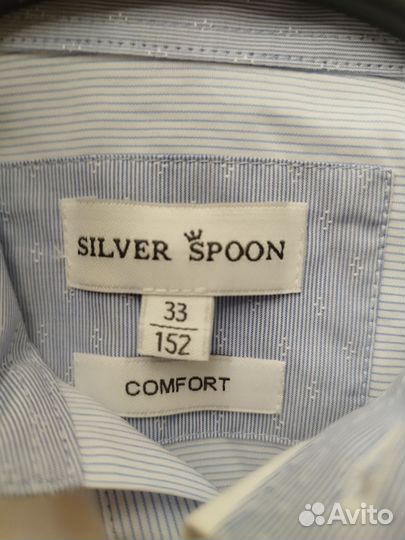 SILVER SPOON
33
152
COMFORT
Avito